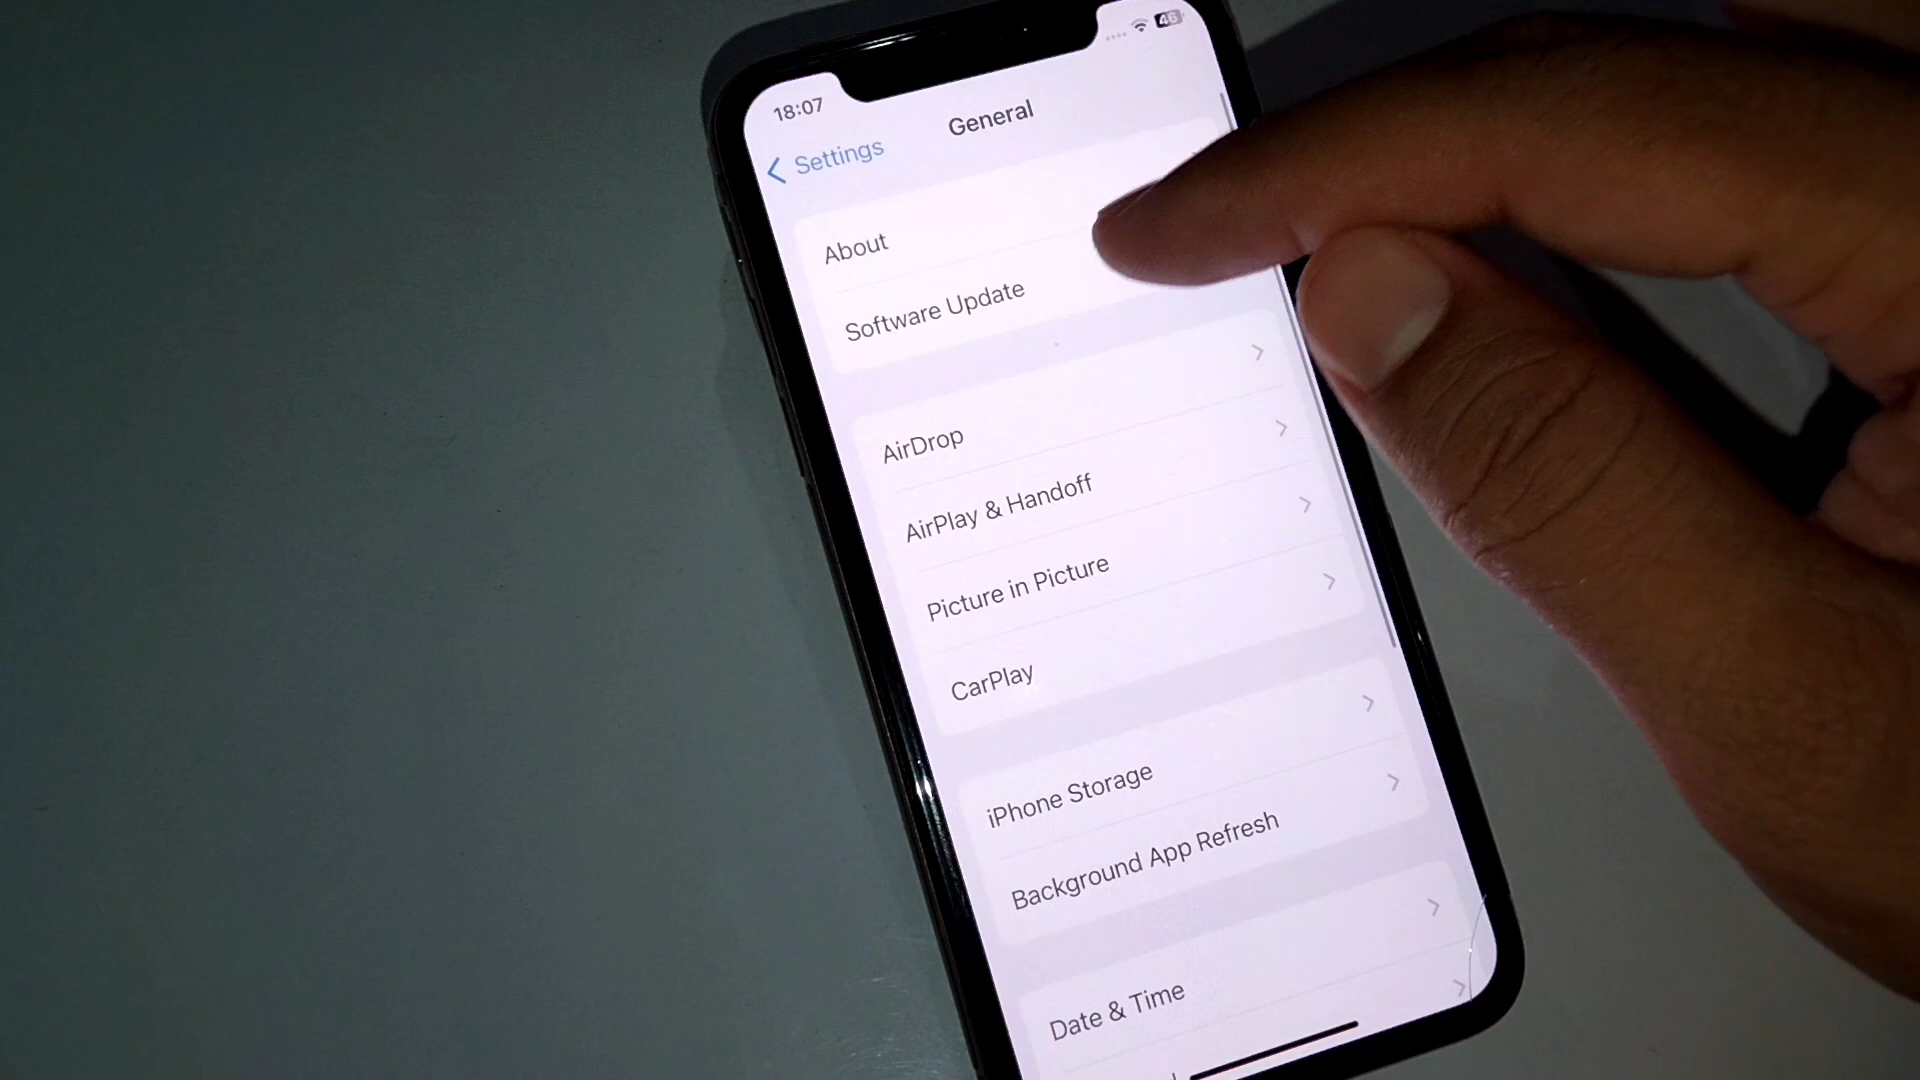 18:07
46
Settings
General
About
Software Update
AirDrop
AirPlay & Handoff
Picture in Picture
CarPlay
iPhone Storage
Background App Refresh
Date & Time